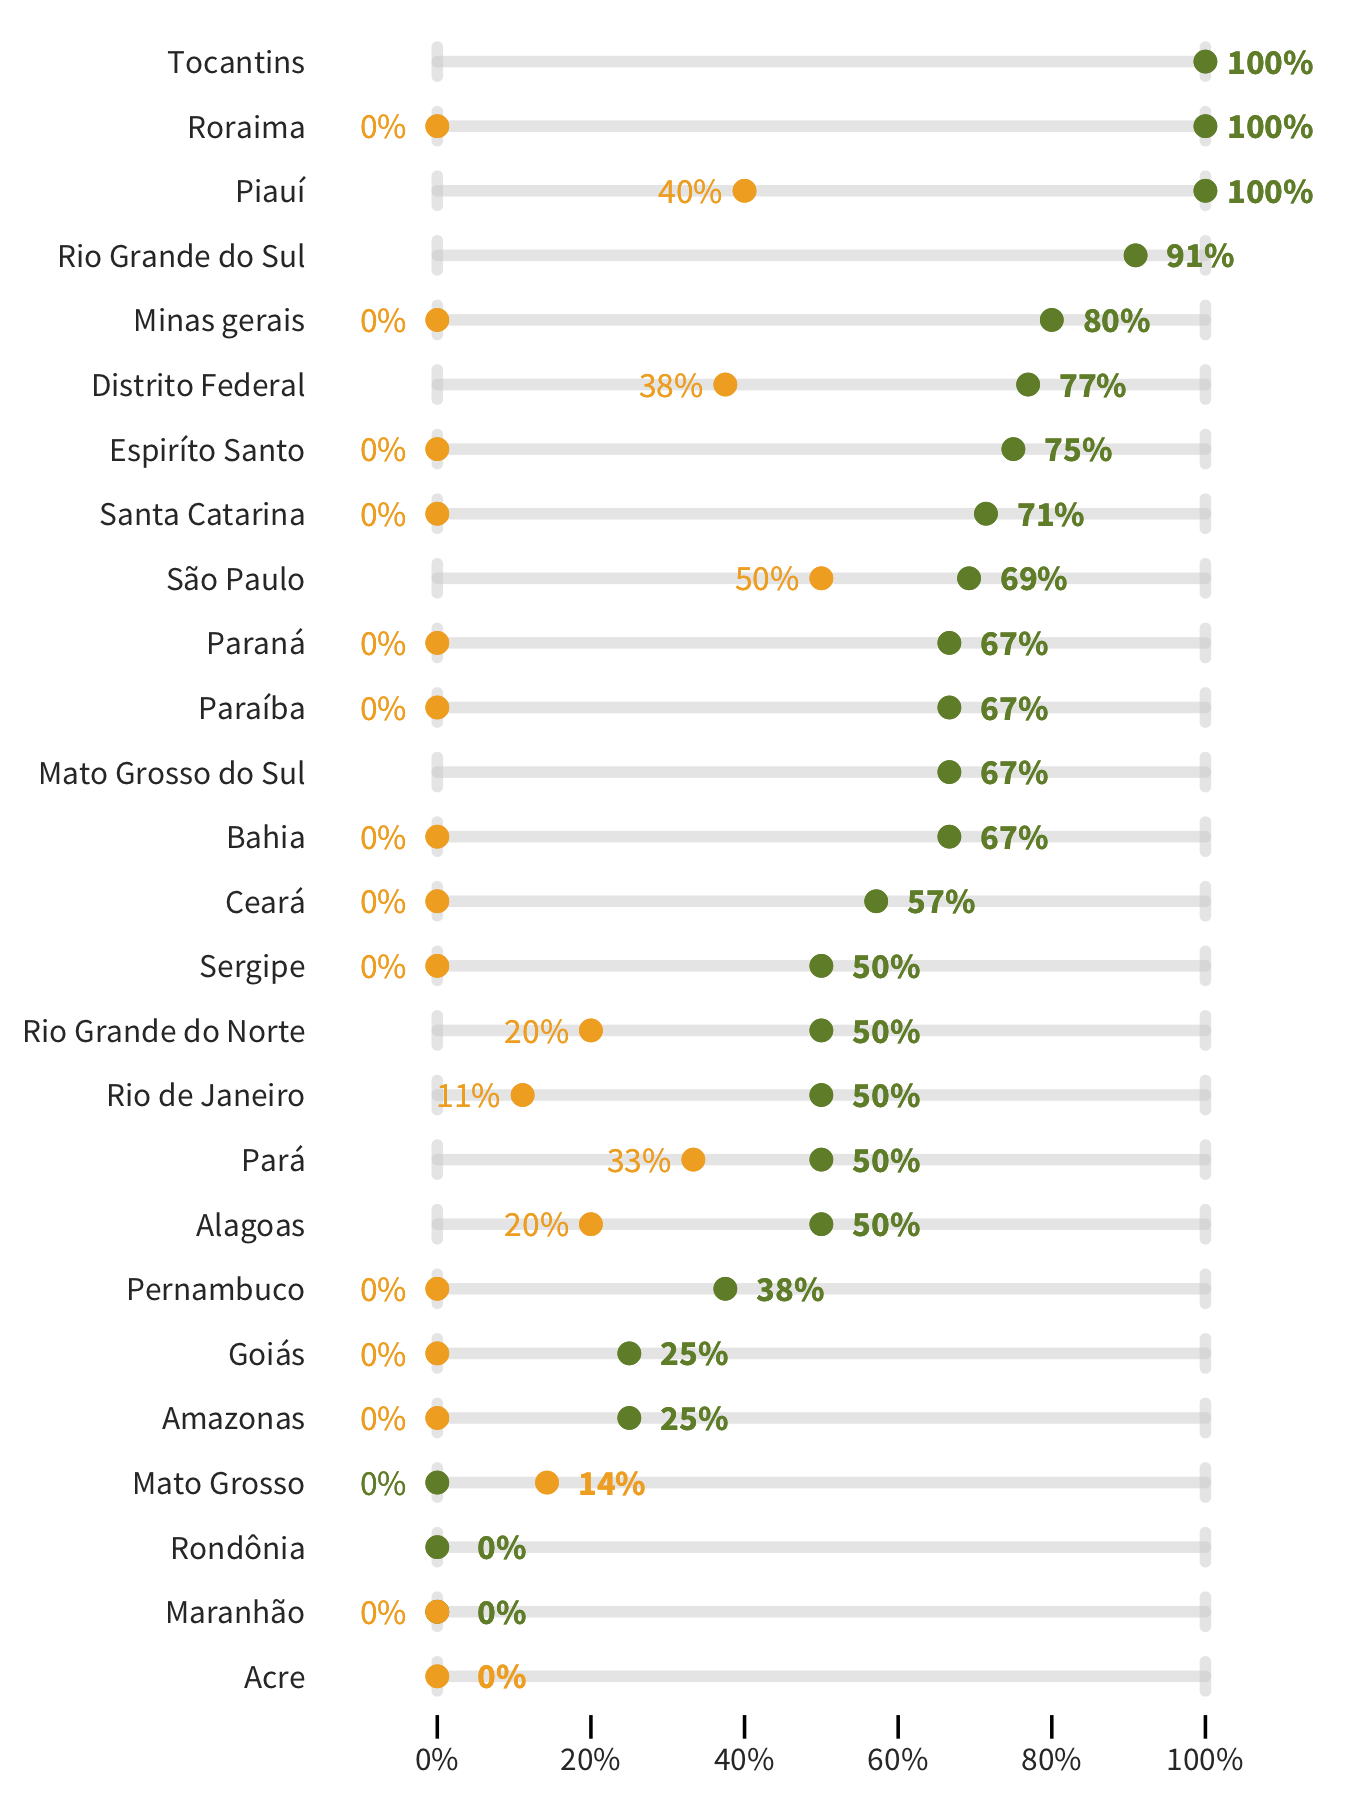 Tocantins 100%
Roraima 0% 100%
Piauí 40% 100%
Rio Grande do Sul 91%
Minas gerais 0% 80%
Distrito Federal 38% 77%
Espiríto Santo 0% 75%
Santa Catarina 0% 71%
São Paulo 50% 69%
Paraná 0% 67%
Paraíba 0% 67%
Mato Grosso do Sul 67%
Bahia 0% 67%
Ceará 0% 57%
Sergipe 0% 50%
Rio Grande do Norte 20% 50%
Rio de Janeiro 11% 50%
Pará 33% 50%
Alagoas 20% 50%
Pernambuco 0% 38%
Goiás 0% 25%
Amazonas 0% 25%
Mato Grosso 0% 14%
Rondônia 0%
Maranhão 0% 0%
Acre 0%
0% 20% 40% 60% 80% 100%